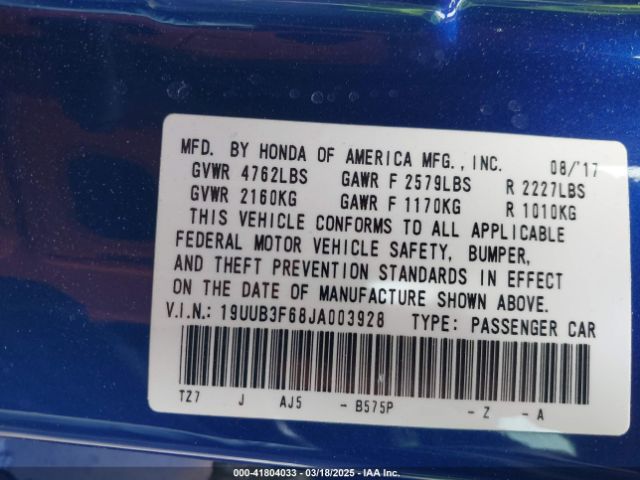 MFD. BY HONDA OF AMERICA MFG., INC. 08/'17
GVWR 4762LBS GAWR F 2579LBS R 2227LBS
GVWR 2160KG GAWR F 1170KG R 1010KG
THIS VEHICLE CONFORMS TO ALL APPLICABLE
FEDERAL MOTOR VEHICLE SAFETY, BUMPER,
AND THEFT PREVENTION STANDARDS IN EFFECT
ON THE DATE OF MANUFACTURE SHOWN ABOVE.
V.I.N.: 19UUB3F68JA003928 TYPE: PASSENGER CAR
TZ7 J AJ5 - B575P - Z - A
000-41804033 - 03/18/2025 - IAA Inc.